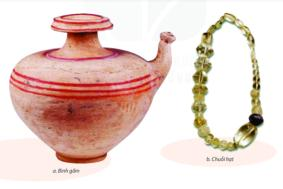 a. Bình gốm
b. Chuỗi hạt